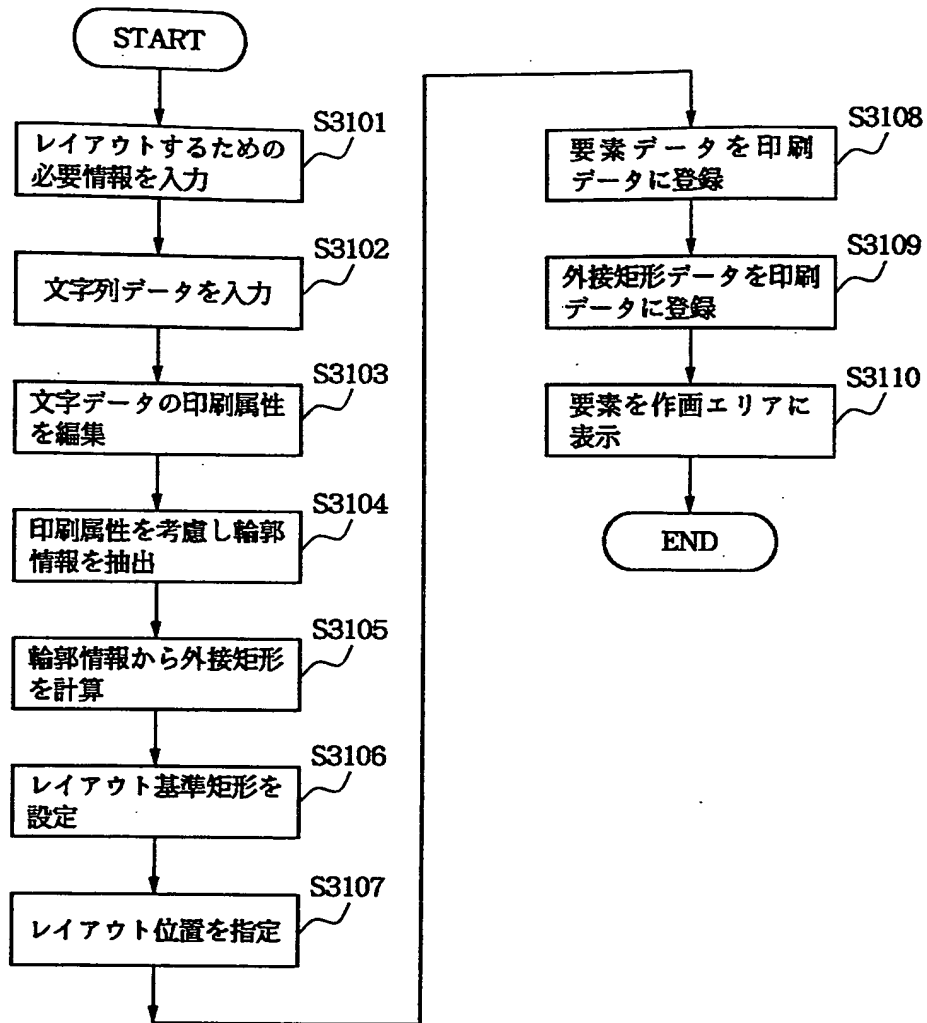 START
S3101
レイアウトするための
必要情報を入力
S3102
文字列データを入力
S3103
文字データの印刷属性
を編集
S3104
印刷属性を考慮し輪郭
情報を抽出
S3105
輪郭情報から外接矩形
を計算
S3106
レイアウト基準矩形を
設定
S3107
レイアウト位置を指定
S3108
要素データを印刷
データに登録
S3109
外接矩形データを印刷
データに登録
S3110
要素を作画エリアに
表示
END